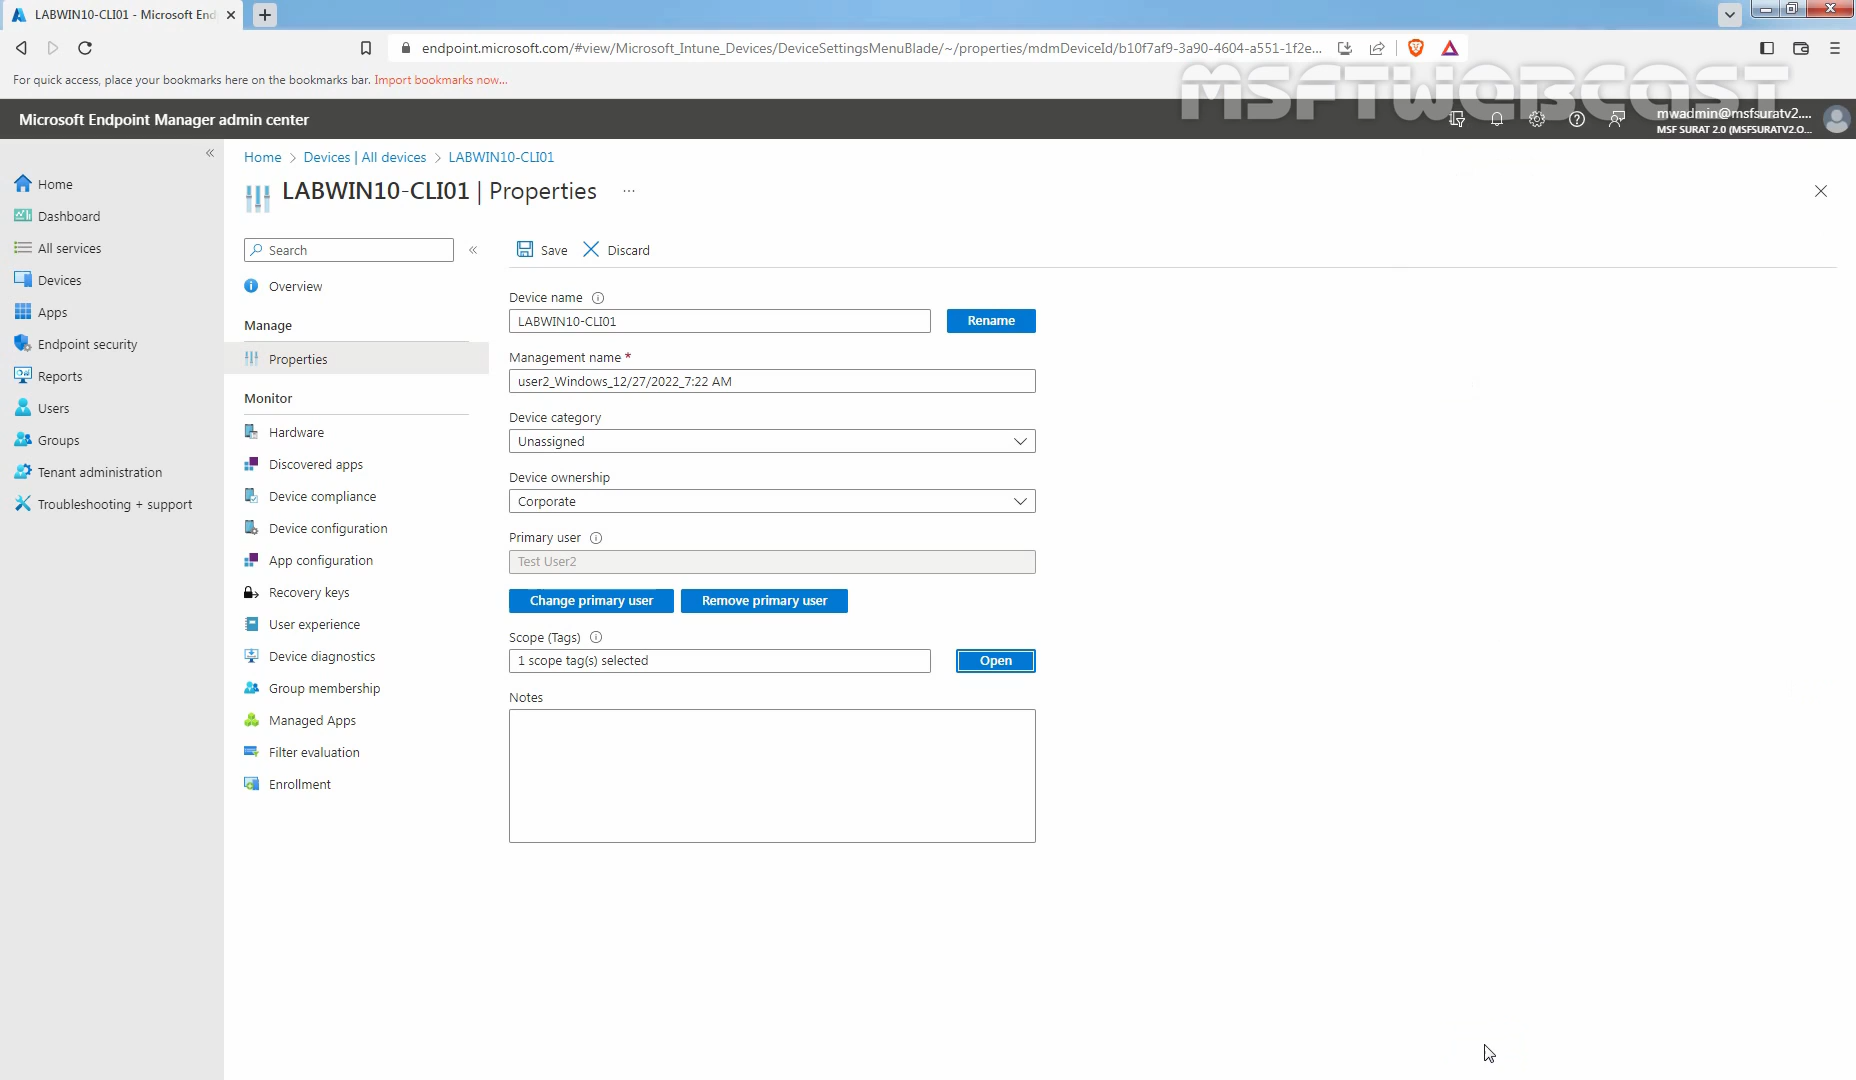 LABWIN10-CLI01 - Microsoft End
endpoint.microsoft.com/#view/Microsoft_Intune_Devices/DeviceSettingsMenuBlade/~/properties/mdmDeviceId/b10f7af9-3a90-4604-a551-1f2e...
For quick access, place your bookmarks here on the bookmarks bar. Import bookmarks now...
MSFTWEBCAST
Microsoft Endpoint Manager admin center
mwadmin@msfsuratv2....
MSF SURAT 2.0 (MSFSURATV2.O...
Home > Devices | All devices > LABWIN10-CLI01
LABWIN10-CLI01 | Properties ...
Home
Dashboard
All services
Devices
Apps
Endpoint security
Reports
Users
Groups
Tenant administration
Troubleshooting + support
Search
Overview
Manage
Properties
Monitor
Hardware
Discovered apps
Device compliance
Device configuration
App configuration
Recovery keys
User experience
Device diagnostics
Group membership
Managed Apps
Filter evaluation
Enrollment
Save Discard
Device name
LABWIN10-CLI01 Rename
Management name *
user2_Windows_12/27/2022_7:22 AM
Device category
Unassigned
Device ownership
Corporate
Primary user
Test User2
Change primary user Remove primary user
Scope (Tags)
1 scope tag(s) selected Open
Notes